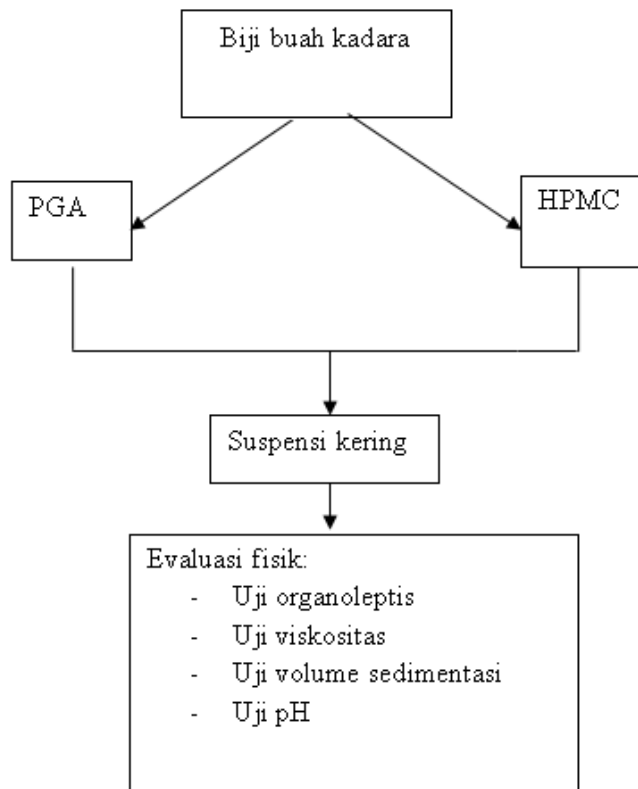 Biji buah kadara
PGA
HPMC
Suspensi kering
Evaluasi fisik:
- Uji organoleptis
- Uji viskositas
- Uji volume sedimentasi
- Uji pH